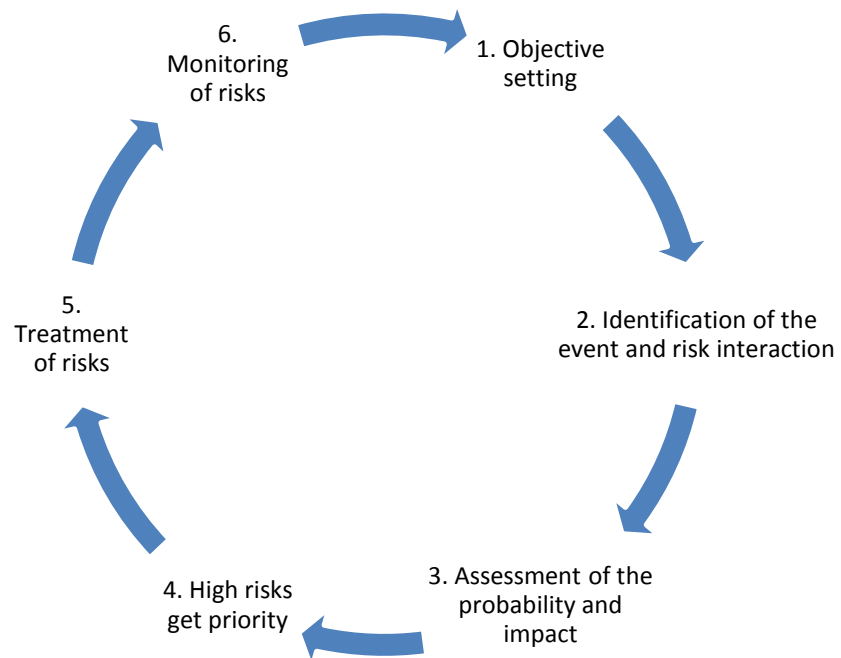 1. Objective
setting
2. Identification of the
event and risk interaction
3. Assessment of the
probability and
impact
4. High risks
get priority
5.
Treatment
of risks
6.
Monitoring
of risks